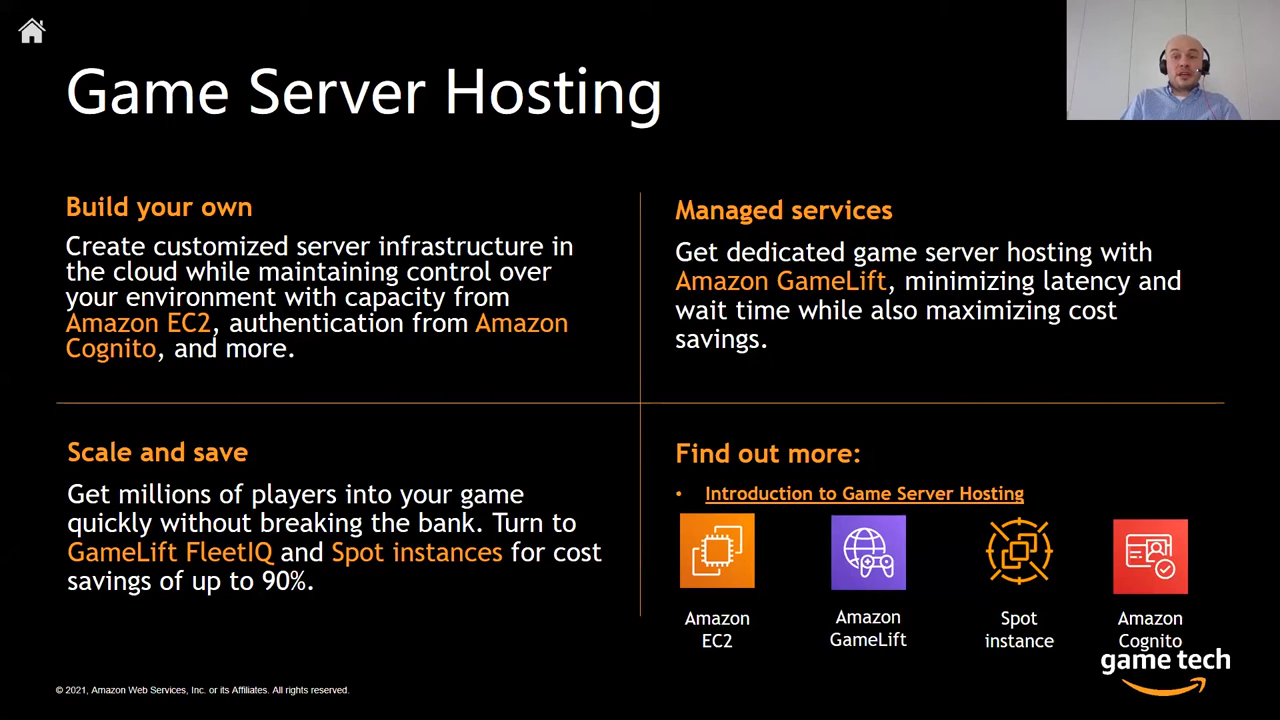 Game Server Hosting
Build your own
Create customized server infrastructure in
the cloud while maintaining control over
your environment with capacity from
Amazon EC2, authentication from Amazon
Cognito, and more.
Managed services
Get dedicated game server hosting with
Amazon GameLift, minimizing latency and
wait time while also maximizing cost
savings.
Scale and save
Get millions of players into your game
quickly without breaking the bank. Turn to
GameLift FleetIQ and Spot instances for cost
savings of up to 90%.
Find out more:
• Introduction to Game Server Hosting
Amazon
EC2
Amazon
GameLift
Spot
instance
Amazon
Cognito
game tech
© 2021, Amazon Web Services, Inc. or its Affiliates. All rights reserved.